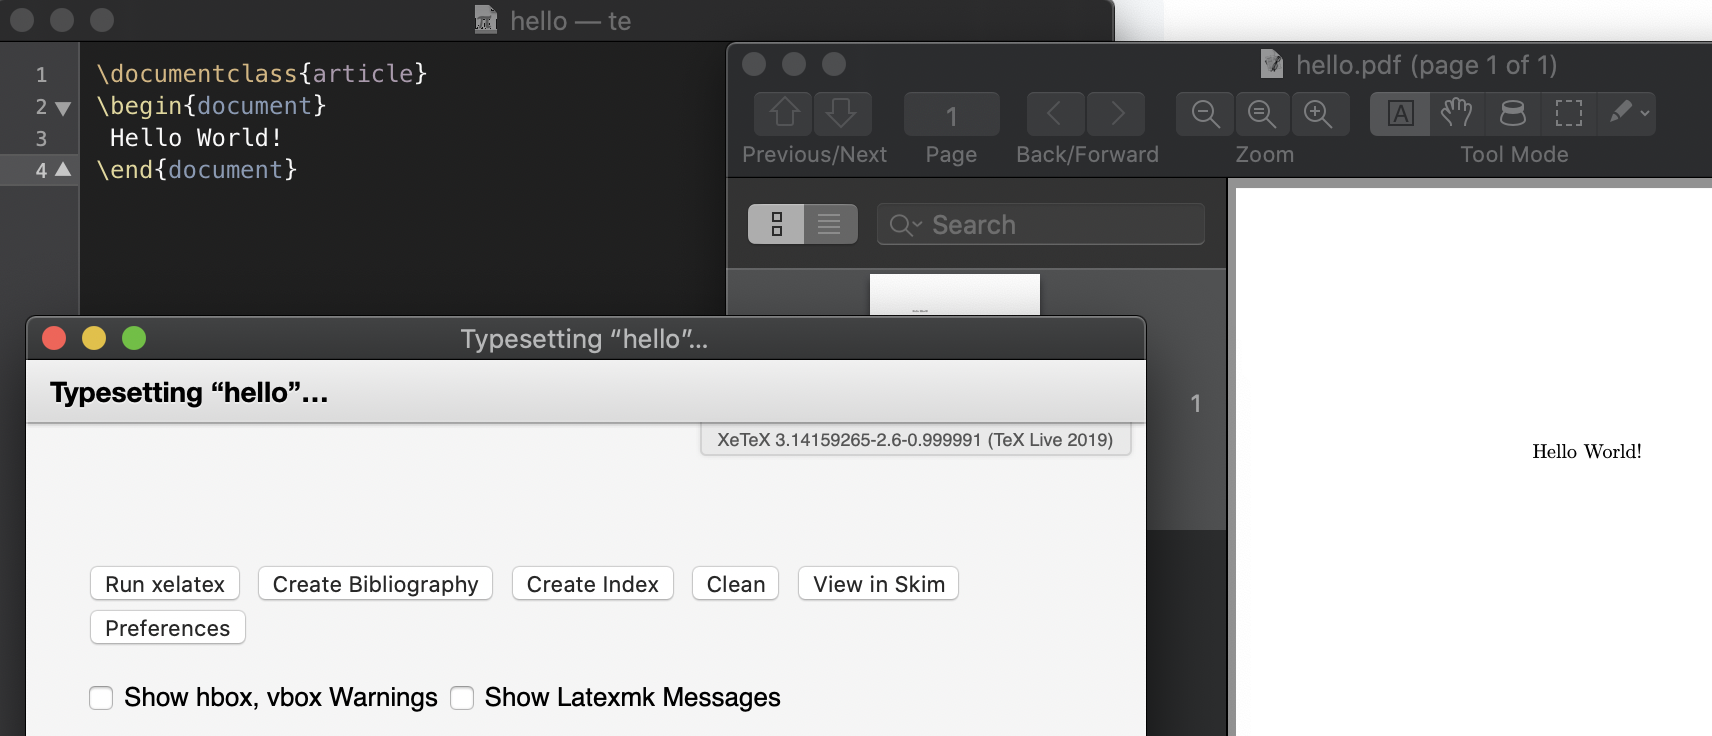 hello — te
1 \documentclass{article}
2 \begin{document}
3 Hello World!
4 \end{document}
hello.pdf (page 1 of 1)
1
Previous/Next Page Back/Forward Zoom Tool Mode
A
Search
1
Hello World!
Typesetting “hello”...
Typesetting “hello”...
XeTeX 3.14159265-2.6-0.999991 (TeX Live 2019)
Run xelatex Create Bibliography Create Index Clean View in Skim
Preferences
Show hbox, vbox Warnings Show Latexmk Messages